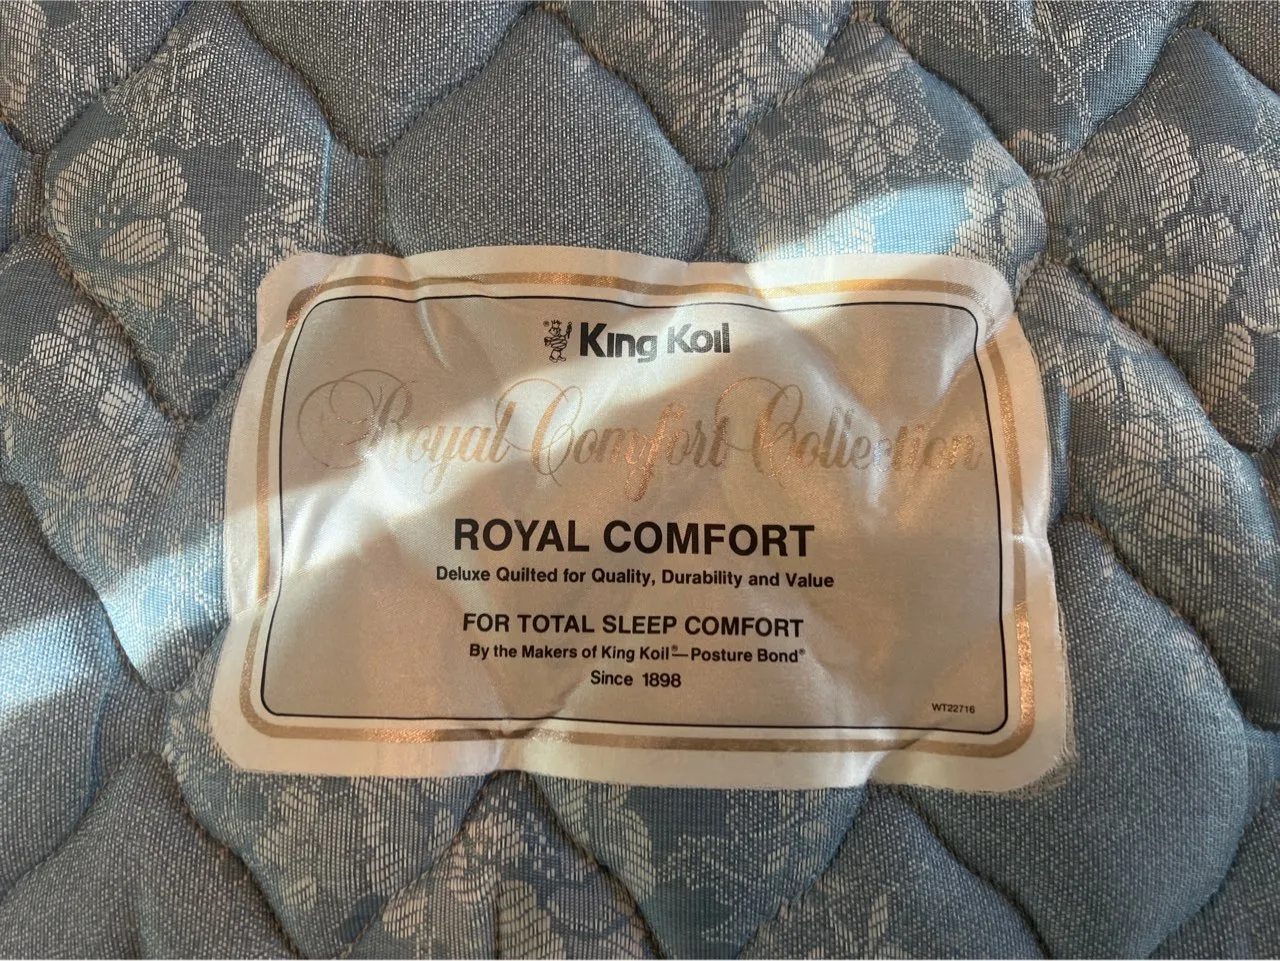 ® King Koil
Royal Comfort Collection
ROYAL COMFORT
Deluxe Quilted for Quality, Durability and Value
FOR TOTAL SLEEP COMFORT
By the Makers of King Koil®—Posture Bond®
Since 1898
WT22716